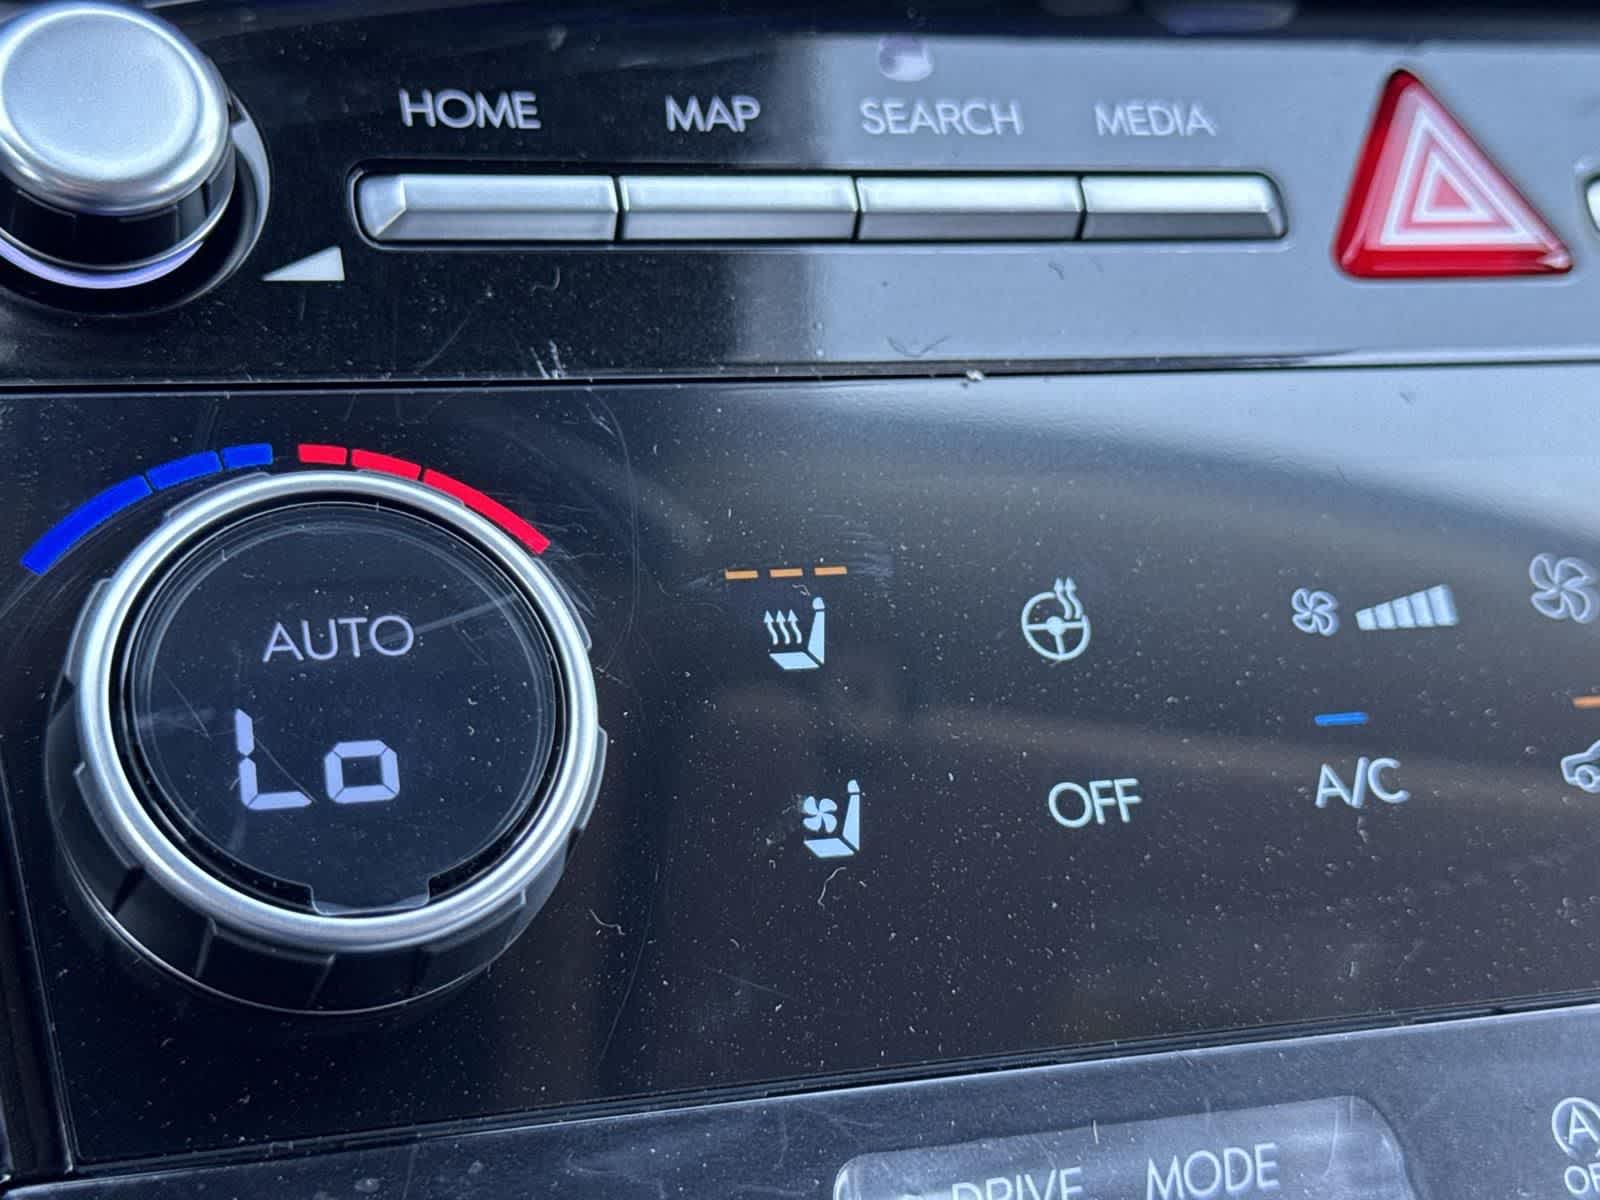 HOME MAP SEARCH MEDIA
AUTO
Lo
OFF
A/C
DRIVE MODE
A